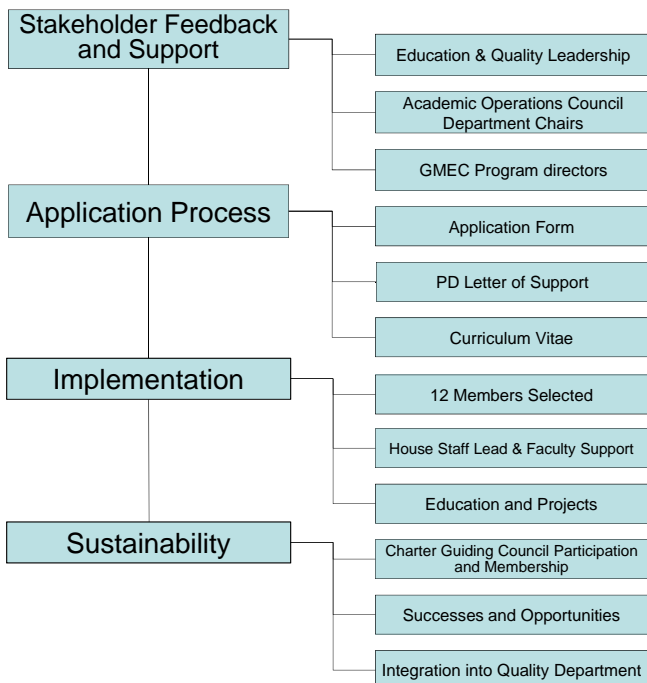 Stakeholder Feedback
and Support
Education & Quality Leadership
Academic Operations Council
Department Chairs
GMEC Program directors
Application Process
Application Form
PD Letter of Support
Curriculum Vitae
Implementation
12 Members Selected
House Staff Lead & Faculty Support
Education and Projects
Sustainability
Charter Guiding Council Participation
and Membership
Successes and Opportunities
Integration into Quality Department